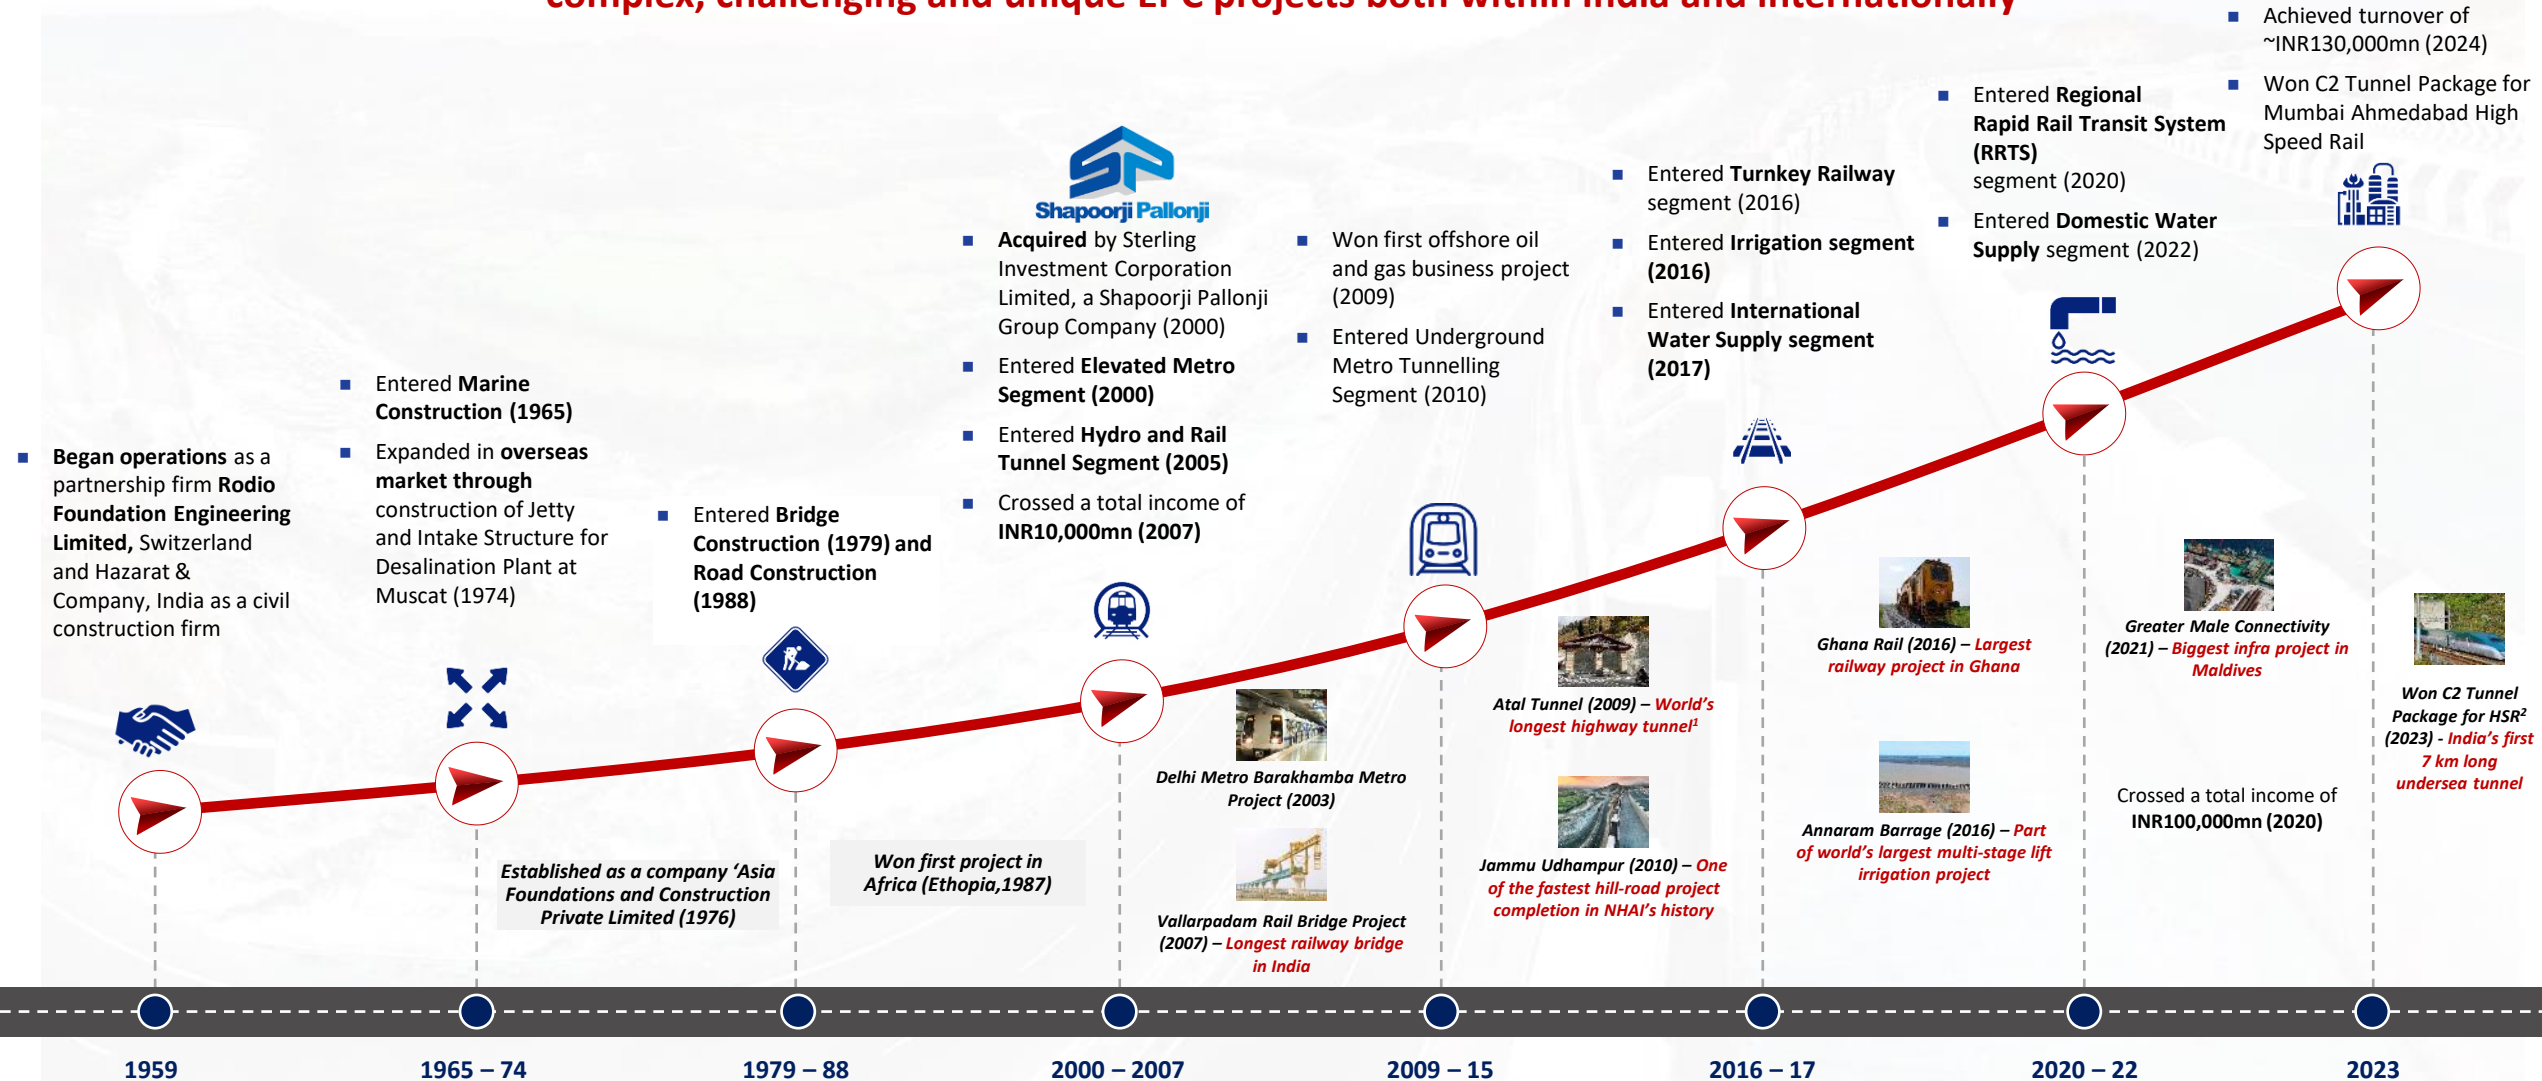 complex, challenging and unique EPC projects both within India and internationally
■ Began operations as a
partnership firm Rodio
Foundation Engineering
Limited, Switzerland
and Hazarat &
Company, India as a civil
construction firm
■ Entered Marine
Construction (1965)
■ Expanded in overseas
market through
construction of Jetty
and Intake Structure for
Desalination Plant at
Muscat (1974)
■ Entered Bridge
Construction (1979) and
Road Construction
(1988)
Shapoorji Pallonji
■ Acquired by Sterling
Investment Corporation
Limited, a Shapoorji Pallonji
Group Company (2000)
■ Entered Elevated Metro
Segment (2000)
■ Entered Hydro and Rail
Tunnel Segment (2005)
■ Crossed a total income of
INR10,000mn (2007)
■ Won first offshore oil
and gas business project
(2009)
■ Entered Underground
Metro Tunnelling
Segment (2010)
■ Entered Turnkey Railway
segment (2016)
■ Entered Irrigation segment
(2016)
■ Entered International
Water Supply segment
(2017)
■ Entered Regional
Rapid Rail Transit System
(RRTS)
segment (2020)
■ Entered Domestic Water
Supply segment (2022)
■ Achieved turnover of
~INR130,000mn (2024)
■ Won C2 Tunnel Package for
Mumbai Ahmedabad High
Speed Rail
Established as a company ‘Asia
Foundations and Construction
Private Limited (1976)
Won first project in
Africa (Ethopia,1987)
Delhi Metro Barakhamba Metro
Project (2003)
Vallarpadam Rail Bridge Project
(2007) – Longest railway bridge
in India
Atal Tunnel (2009) – World’s
longest highway tunnel¹
Jammu Udhampur (2010) – One
of the fastest hill-road project
completion in NHAI’s history
Ghana Rail (2016) – Largest
railway project in Ghana
Annaram Barrage (2016) – Part
of world’s largest multi-stage lift
irrigation project
Greater Male Connectivity
(2021) – Biggest infra project in
Maldives
Crossed a total income of
INR100,000mn (2020)
Won C2 Tunnel
Package for HSR²
(2023) - India’s first
7 km long
undersea tunnel
1959
1965 – 74
1979 – 88
2000 – 2007
2009 – 15
2016 – 17
2020 – 22
2023